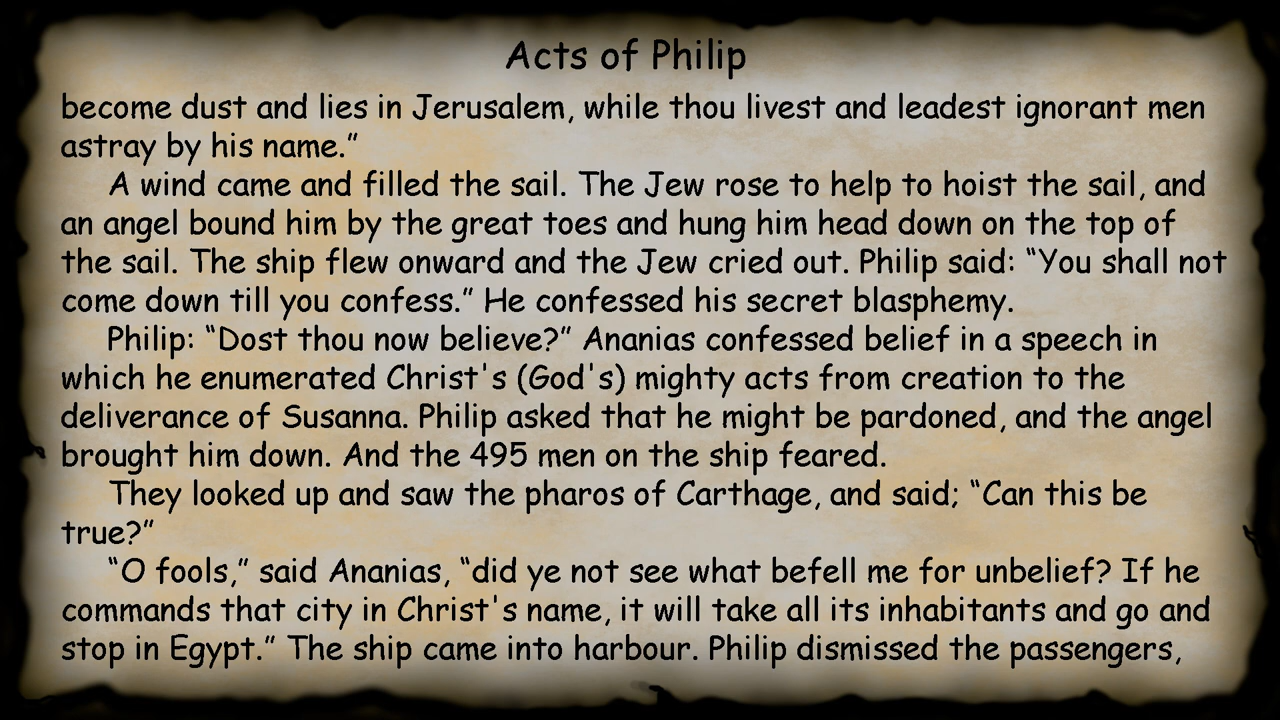 Acts of Philip
become dust and lies in Jerusalem, while thou livest and leadest ignorant men
astray by his name.”
A wind came and filled the sail. The Jew rose to help to hoist the sail, and
an angel bound him by the great toes and hung him head down on the top of
the sail. The ship flew onward and the Jew cried out. Philip said: “You shall not
come down till you confess.” He confessed his secret blasphemy.
Philip: “Dost thou now believe?” Ananias confessed belief in a speech in
which he enumerated Christ's (God's) mighty acts from creation to the
deliverance of Susanna. Philip asked that he might be pardoned, and the angel
brought him down. And the 495 men on the ship feared.
They looked up and saw the pharos of Carthage, and said; “Can this be
true?”
“O fools,” said Ananias, “did ye not see what befell me for unbelief? If he
commands that city in Christ's name, it will take all its inhabitants and go and
stop in Egypt.” The ship came into harbour. Philip dismissed the passengers,